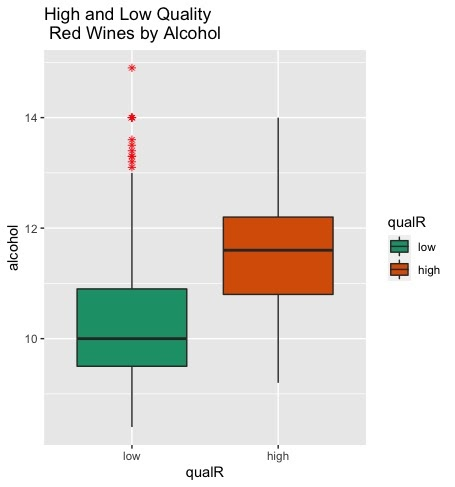 High and Low Quality
Red Wines by Alcohol
14
12
10
alcohol
low
high
qualR
qualR
low
high